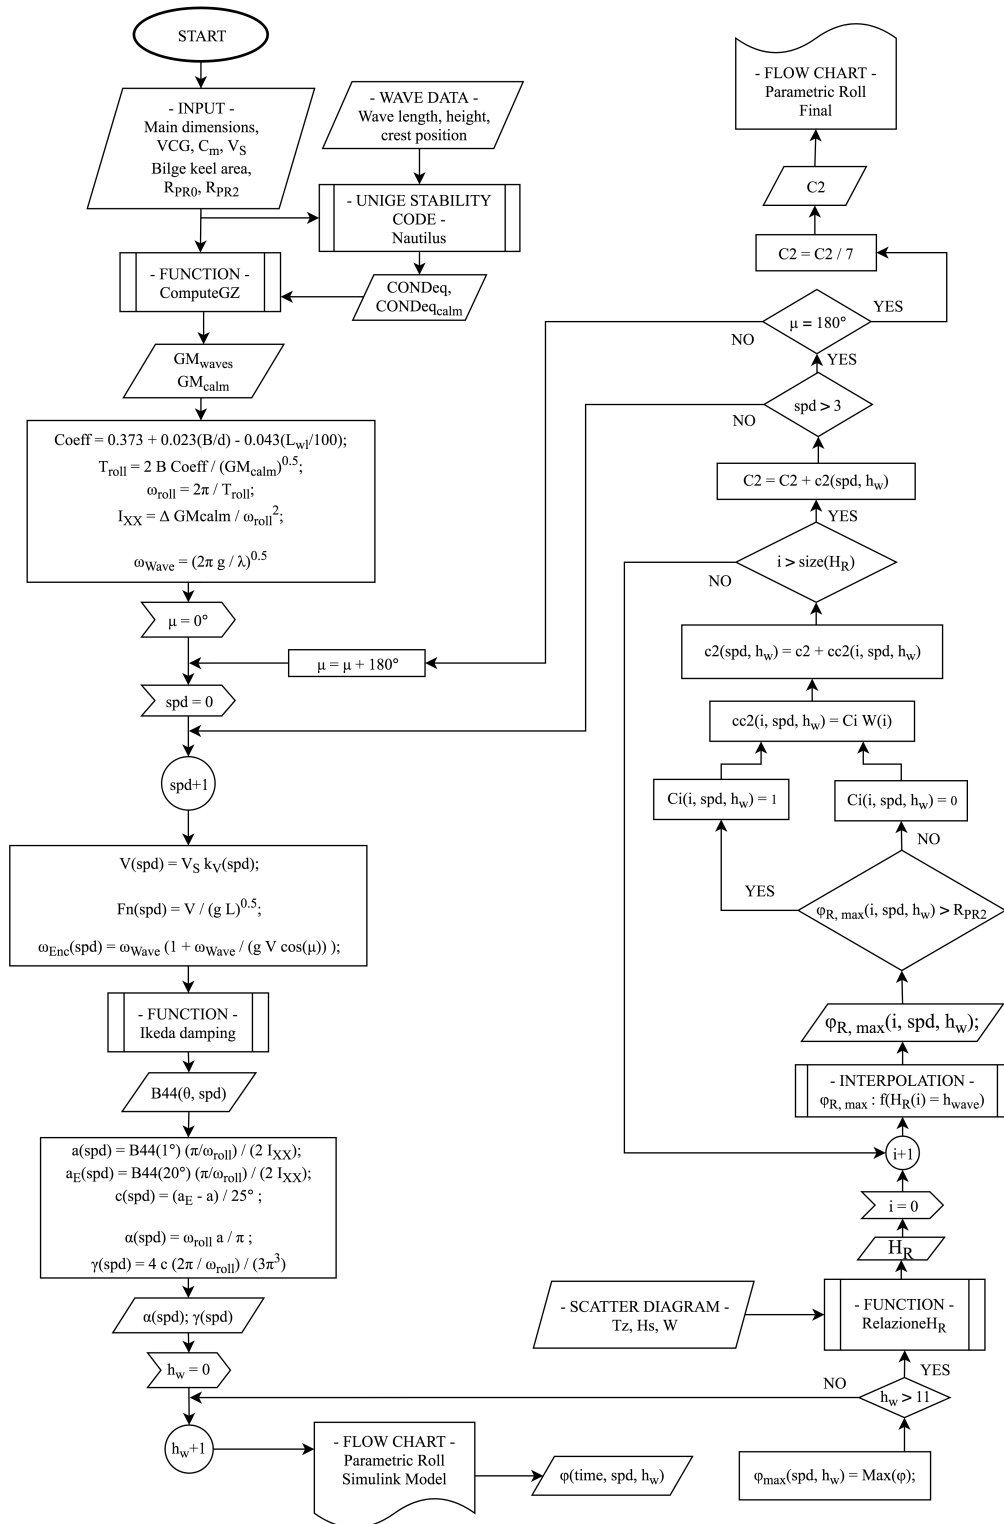 START
- INPUT -
Main dimensions,
VCG, Cm, VS
Bilge keel area,
RPR0, RPR2
- WAVE DATA -
Wave length, height,
crest position
- UNIGE STABILITY
CODE -
Nautilus
- FUNCTION -
ComputeGZ
CONDeq,
CONDeqcalm
GMwaves
GMcalm
Coeff = 0.373 + 0.023(B/d) - 0.043(Lwl/100);
Troll = 2 B Coeff / (GMcalm)^0.5;
ωroll = 2π / Troll;
IXX = Δ GMcalm / ωroll^2;
ωWave = (2π g / λ)^0.5
μ = 0°
μ = μ + 180°
spd = 0
spd+1
V(spd) = VS kV(spd);
Fn(spd) = V / (g L)^0.5;
ωEnc(spd) = ωWave (1 + ωWave / (g V cos(μ) );
- FUNCTION -
Ikeda damping
B44(θ, spd)
a(spd) = B44(1°) (π/ωroll) / (2 IXX);
aE(spd) = B44(20°) (π/ωroll) / (2 IXX);
c(spd) = (aE - a) / 25° ;
α(spd) = ωroll a / π ;
γ(spd) = 4 c (2π / ωroll) / (3π^3)
α(spd); γ(spd)
hw = 0
hw+1
- FLOW CHART -
Parametric Roll
Simulink Model
φ(time, spd, hw)
φmax(spd, hw) = Max(φ);
hw > 11
NO
YES
- SCATTER DIAGRAM -
Tz, Hs, W
- FUNCTION -
RelazioneHR
HR
i = 0
i+1
- INTERPOLATION -
φR, max : f(HR(i) = hwave)
φR, max(i, spd, hw);
φR, max(i, spd, hw) > RPR2
YES
NO
Ci(i, spd, hw) = 1
Ci(i, spd, hw) = 0
cc2(i, spd, hw) = Ci W(i)
c2(spd, hw) = c2 + cc2(i, spd, hw)
i > size(HR)
NO
YES
C2 = C2 + c2(spd, hw)
spd > 3
NO
YES
μ = 180°
NO
YES
C2 = C2 / 7
C2
- FLOW CHART -
Parametric Roll
Final